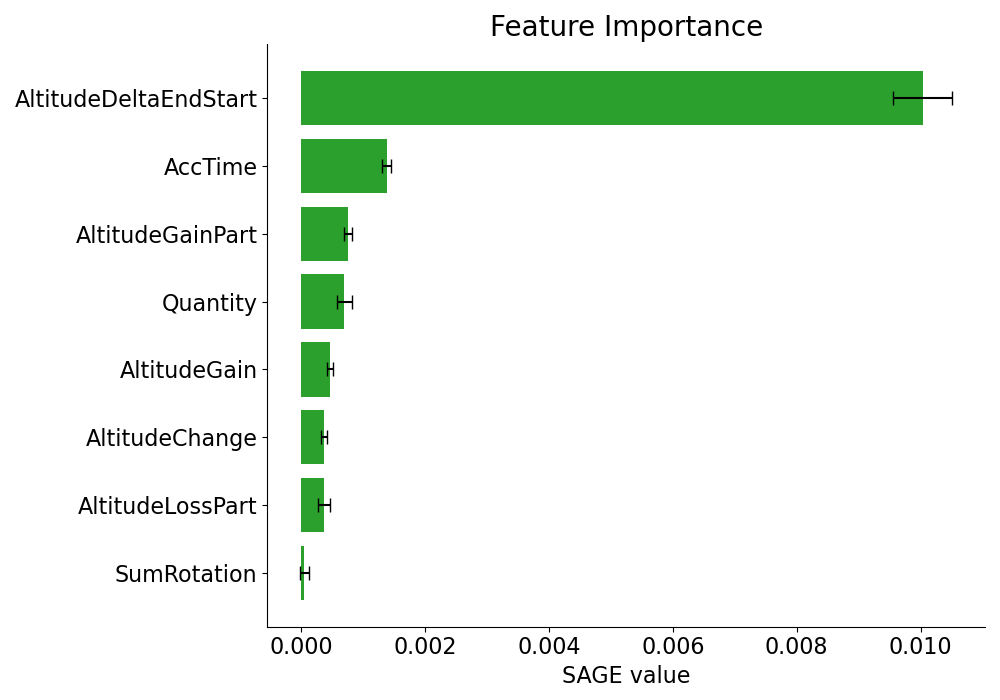 Feature Importance
AltitudeDeltaEndStart
AccTime
AltitudeGainPart
Quantity
AltitudeGain
AltitudeChange
AltitudeLossPart
SumRotation
0.000 0.002 0.004 0.006 0.008 0.010
SAGE value